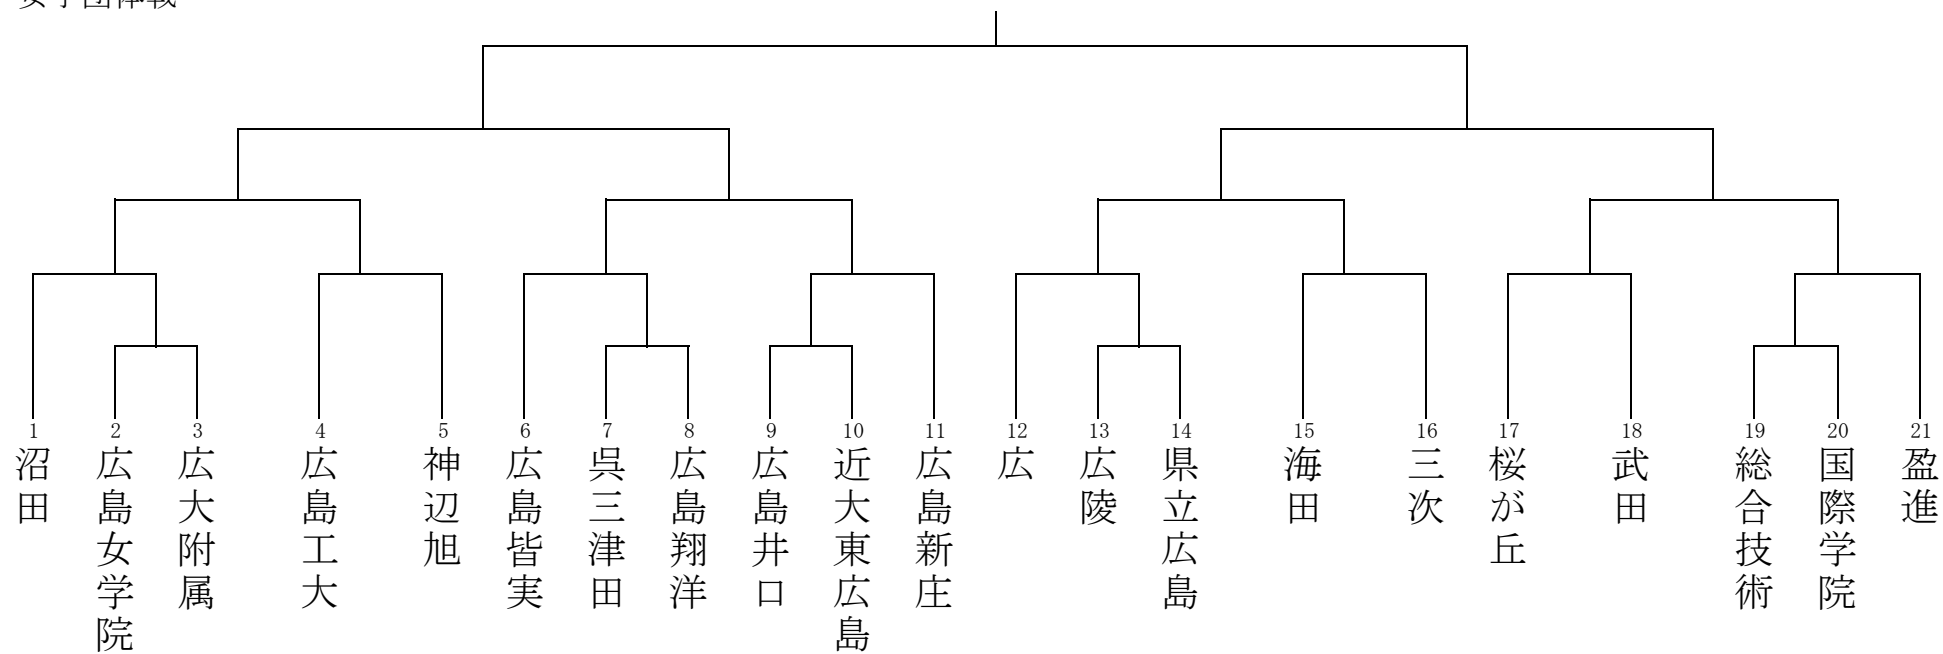 女子団体戦
1 沼田
2 広島女学院
3 広大附属
4 広島工大
5 神辺旭
6 広島皆実
7 呉三津田
8 広島翔洋
9 広島井口
10 近大東広島
11 広島新庄
12 広
13 広陵
14 県立広島
15 海田
16 三次
17 桜が丘
18 武田
19 総合技術
20 国際学院
21 盈進